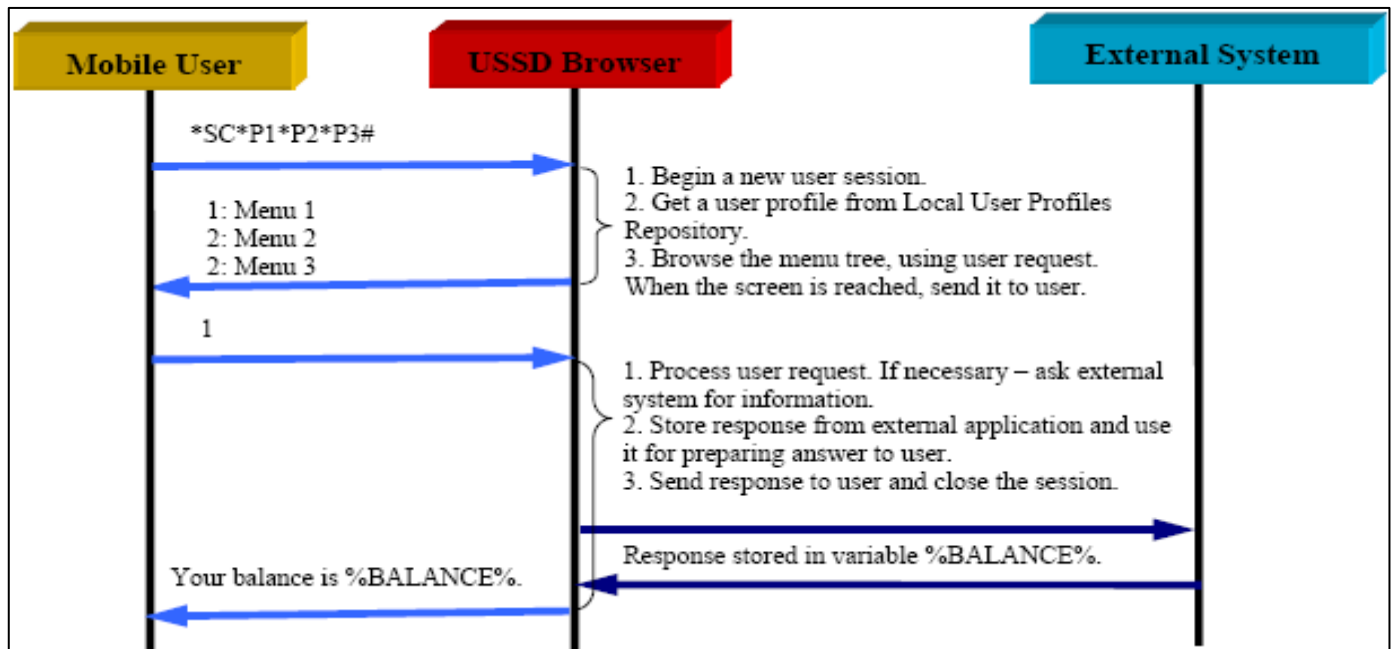 Mobile User
USSD Browser
External System
*SC*P1*P2*P3#
1: Menu 1
2: Menu 2
2: Menu 3
1. Begin a new user session.
2. Get a user profile from Local User Profiles
Repository.
3. Browse the menu tree, using user request.
When the screen is reached, send it to user.
1
1. Process user request. If necessary – ask external
system for information.
2. Store response from external application and use
it for preparing answer to user.
3. Send response to user and close the session.
Response stored in variable %BALANCE%.
Your balance is %BALANCE%.